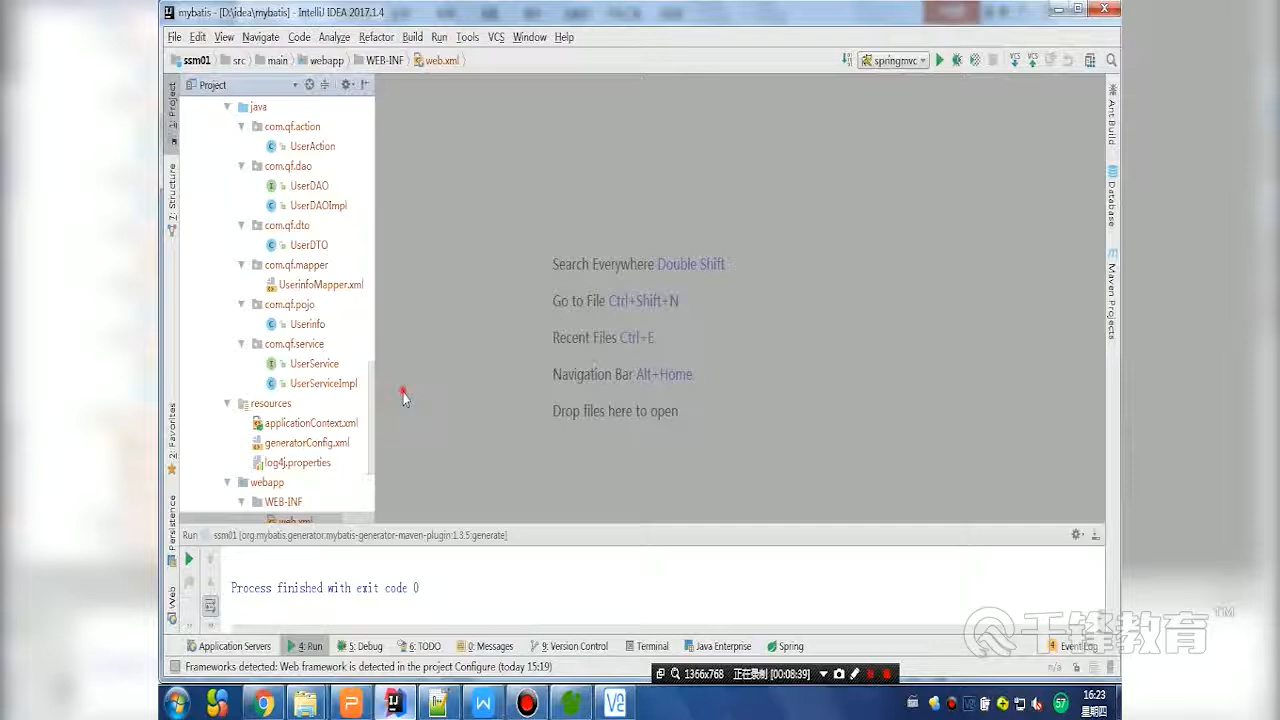 mybatis - [D:\idea\mybatis] - IntelliJ IDEA 2017.1.4
File Edit View Navigate Code Analyze Refactor Build Run Tools VCS Window Help
ssm01 src main webapp WEB-INF web.xml springmvc
Project
1: Project
7: Structure
2: Favorites
Persistence
Web
java
com.qf.action
UserAction
com.qf.dao
UserDAO
UserDAOImpl
com.qf.dto
UserDTO
com.qf.mapper
UserinfoMapper.xml
com.qf.pojo
Userinfo
com.qf.service
UserService
UserServiceImpl
resources
applicationContext.xml
generatorConfig.xml
log4j.properties
webapp
WEB-INF
web.xml
Search Everywhere Double Shift
Go to File Ctrl+Shift+N
Recent Files Ctrl+E
Navigation Bar Alt+Home
Drop files here to open
Ant Build
Database
Maven Projects
Run ssm01 [org.mybatis.generator:mybatis-generator-maven-plugin:1.3.5:generate]
Process finished with exit code 0
千锋教育™
Application Servers 4: Run 5: Debug TODO 0: Messages 9: Version Control Terminal Java Enterprise Spring Event Log
Frameworks detected: Web framework is detected in the project Configure (today 15:19) n/a
1366x768 正在录制 [00:08:39]
57
16:23
星期四